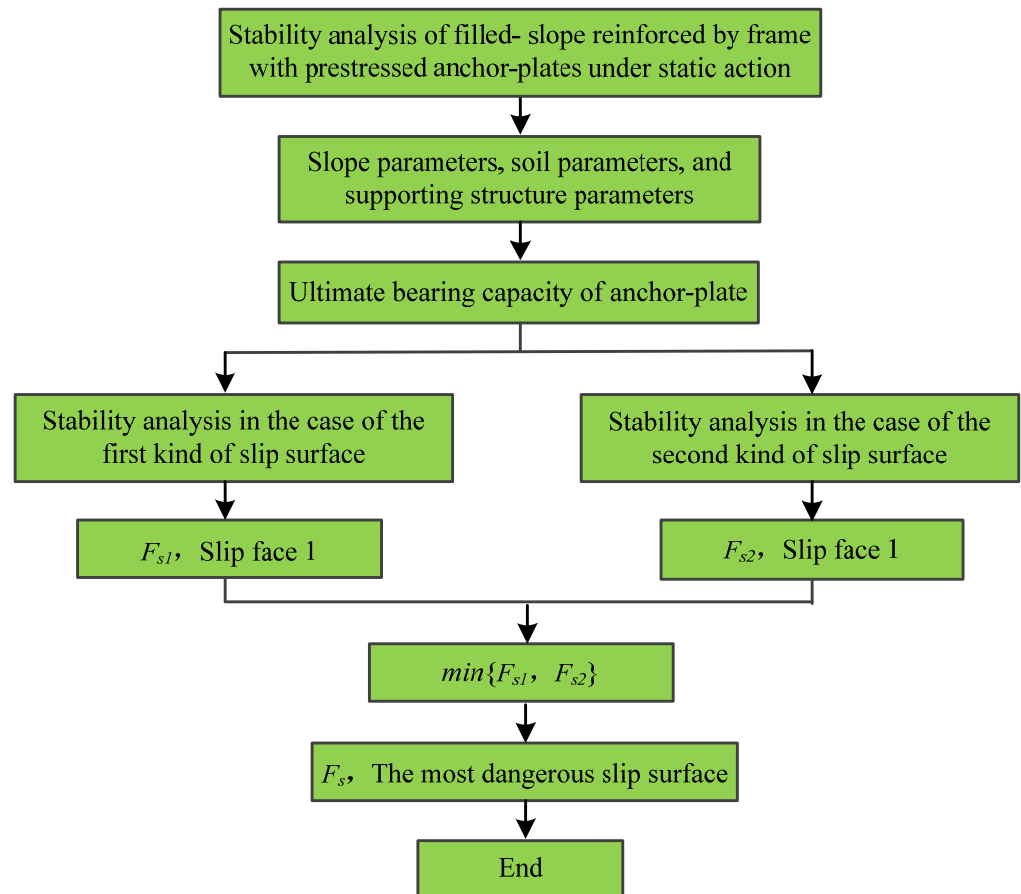 Stability analysis of filled- slope reinforced by frame
with prestressed anchor-plates under static action
Slope parameters, soil parameters, and
supporting structure parameters
Ultimate bearing capacity of anchor-plate
Stability analysis in the case of the
first kind of slip surface
Stability analysis in the case of the
second kind of slip surface
Fs1，Slip face 1
Fs2，Slip face 1
min{Fs1，Fs2}
Fs，The most dangerous slip surface
End